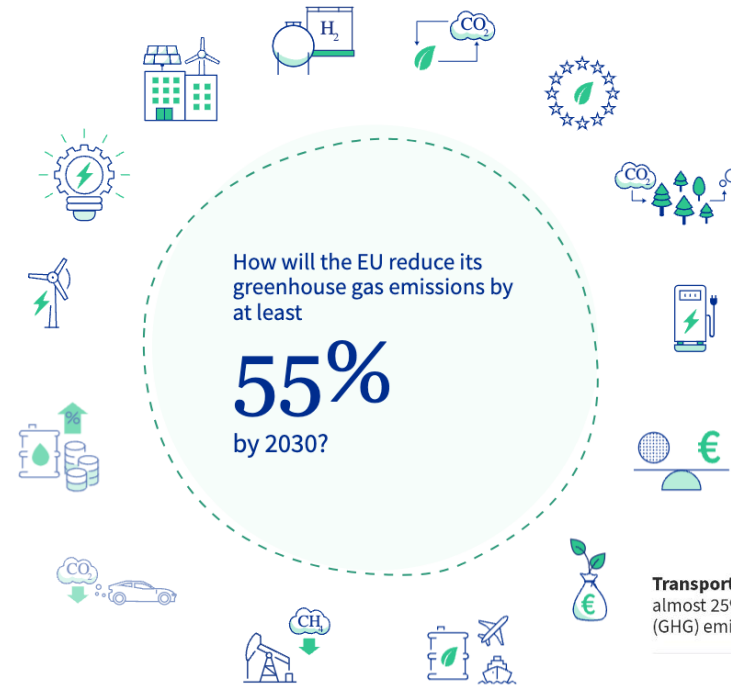 H2
CO2
CO2
How will the EU reduce its
greenhouse gas emissions by
at least
55%
by 2030?
%
€
CO2
€
CH4
Transport
almost 25
(GHG) emi